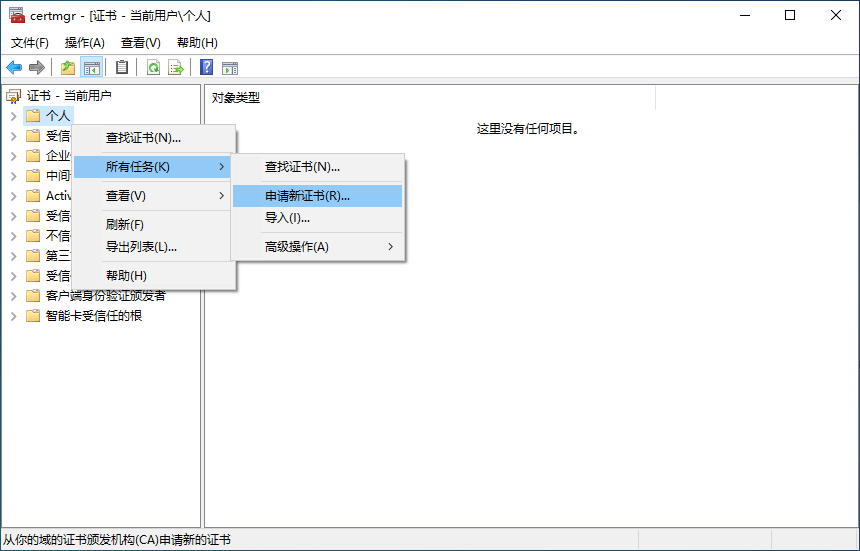 certmgr - [证书 - 当前用户\个人]
文件(F) 操作(A) 查看(V) 帮助(H)
证书 - 当前用户
个人
受信
企业
中间
Activ
受信
不信
第三
受信
客户端身份验证颁发者
智能卡受信任的根
对象类型
这里没有任何项目。
查找证书(N)...
所有任务(K)
查看(V)
刷新(F)
导出列表(L)...
帮助(H)
查找证书(N)...
申请新证书(R)...
导入(I)...
高级操作(A)
从你的域的证书颁发机构(CA)申请新的证书